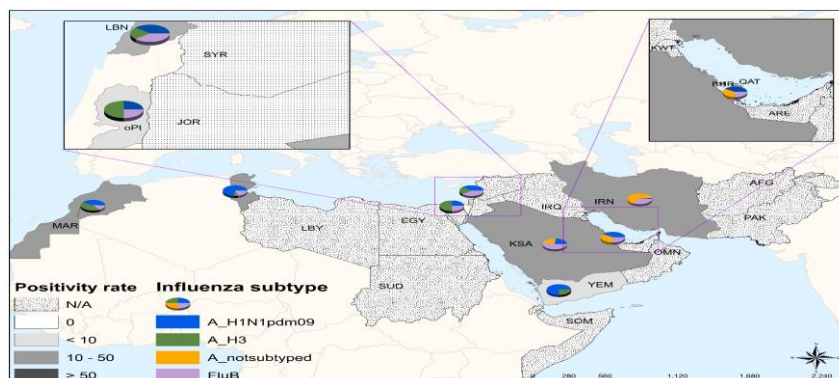 LBN
SYR
oPt
JOR
KWT
QAT
ARE
MAR
LBY
EGY
IRQ
IRN
AFG
PAK
KSA
OMN
SUD
YEM
SOM
Positivity rate
N/A
0
< 10
10 - 50
≥ 50
Influenza subtype
A_H1N1pdm09
A_H3
A_notsubtyped
FluB
0 280 560 1,120 1,680 2,240